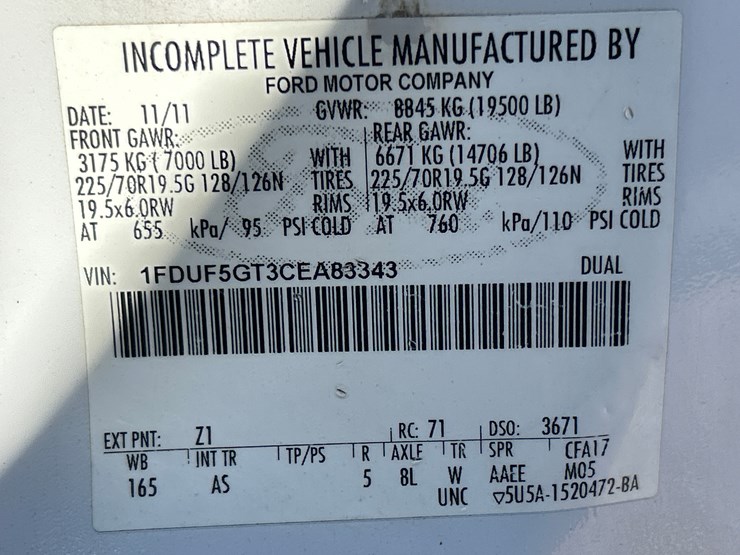 INCOMPLETE VEHICLE MANUFACTURED BY
FORD MOTOR COMPANY
DATE: 11/11 GVWR: 8845 KG (19500 LB)
FRONT GAWR: REAR GAWR:
3175 KG ( 7000 LB) WITH 6671 KG (14706 LB) WITH
225/70R19.5G 128/126N TIRES 225/70R19.5G 128/126N TIRES
19.5x6.0RW RIMS 19.5x6.0RW RIMS
AT 655 kPa/ 95 PSI COLD AT 760 kPa/110 PSI COLD
VIN: 1FDUF5GT3CEA83343 DUAL
EXT PNT: Z1 RC: 71 DSO: 3671
WB INT TR TP/PS R AXLE TR SPR CFA17
165 AS 5 8L W AAEE M05
UNC ▽5U5A-1520472-BA